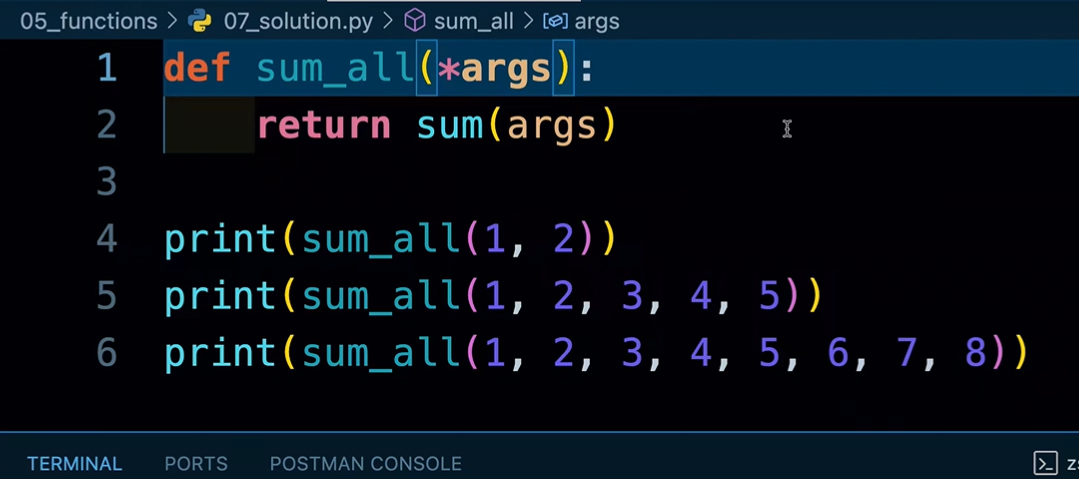 05_functions > 07_solution.py > sum_all > args
1 def sum_all(*args):
2     return sum(args)
3
4 print(sum_all(1, 2))
5 print(sum_all(1, 2, 3, 4, 5))
6 print(sum_all(1, 2, 3, 4, 5, 6, 7, 8))
TERMINAL PORTS POSTMAN CONSOLE